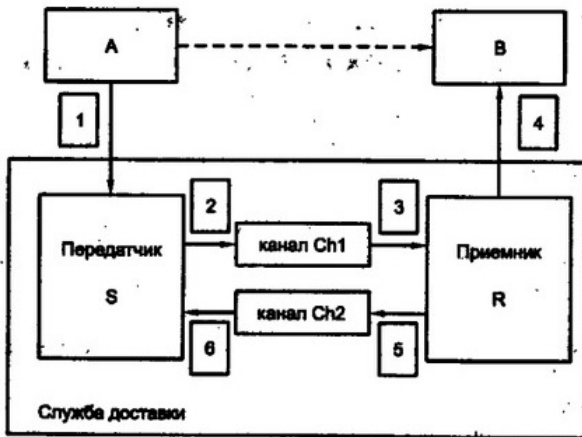 A
B
1
4
2
3
Передатчик
S
канал Ch1
Приемник
R
канал Ch2
6
5
Служба доставки